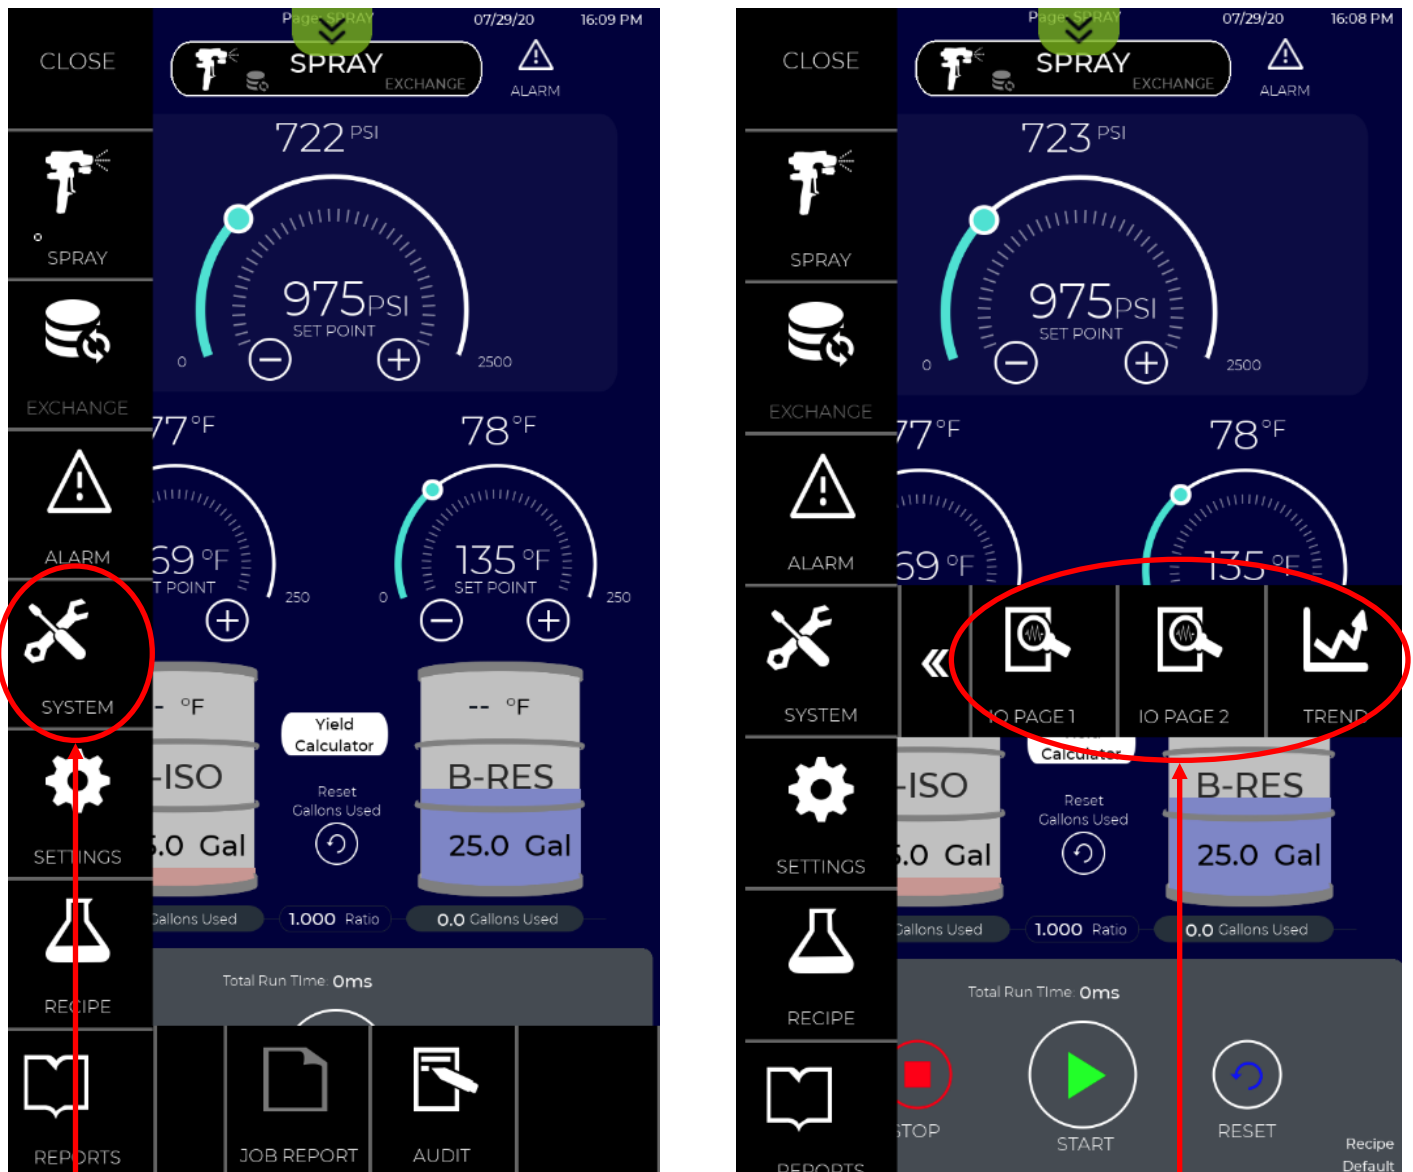 Page: SPRAY 07/29/20 16:09 PM
CLOSE
SPRAY
EXCHANGE
ALARM
722 PSI
SPRAY
975 PSI
SET POINT
0 2500
EXCHANGE
77 °F 78 °F
ALARM
69 °F 135 °F
T POINT SET POINT
250 0 250
SYSTEM
- °F -- °F
Yield
Calculator
-ISO B-RES
Reset
Gallons Used
SETTINGS
.0 Gal 25.0 Gal
Gallons Used 1.000 Ratio 0.0 Gallons Used
Total Run TIme: 0ms
RECIPE
REPORTS JOB REPORT AUDIT
Page: SPRAY 07/29/20 16:08 PM
CLOSE
SPRAY
EXCHANGE
ALARM
723 PSI
SPRAY
975 PSI
SET POINT
0 2500
EXCHANGE
77 °F 78 °F
ALARM
69 °F 135 °F
SYSTEM IO PAGE 1 IO PAGE 2 TREND
Calculator
-ISO B-RES
Reset
Gallons Used
SETTINGS
.0 Gal 25.0 Gal
Gallons Used 1.000 Ratio 0.0 Gallons Used
Total Run TIme: 0ms
RECIPE
STOP START RESET
Recipe
Default
REPORTS